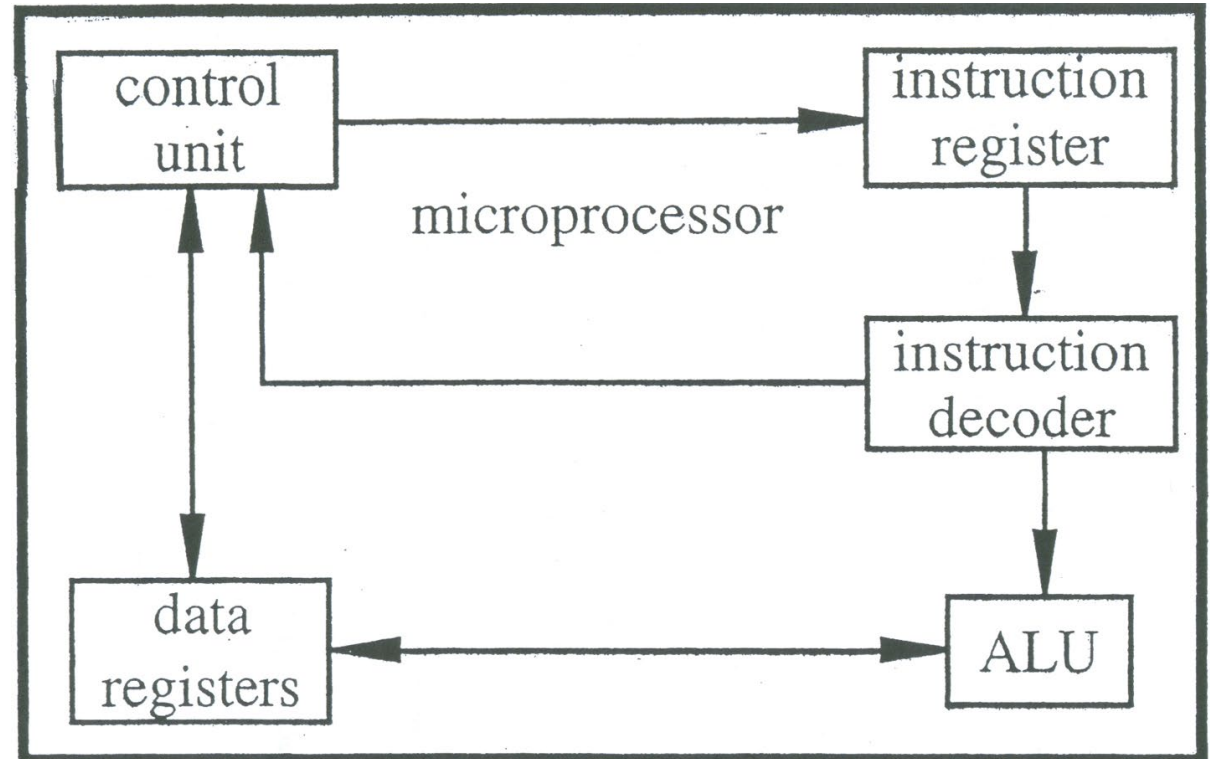 control
unit
instruction
register
microprocessor
instruction
decoder
data
registers
ALU